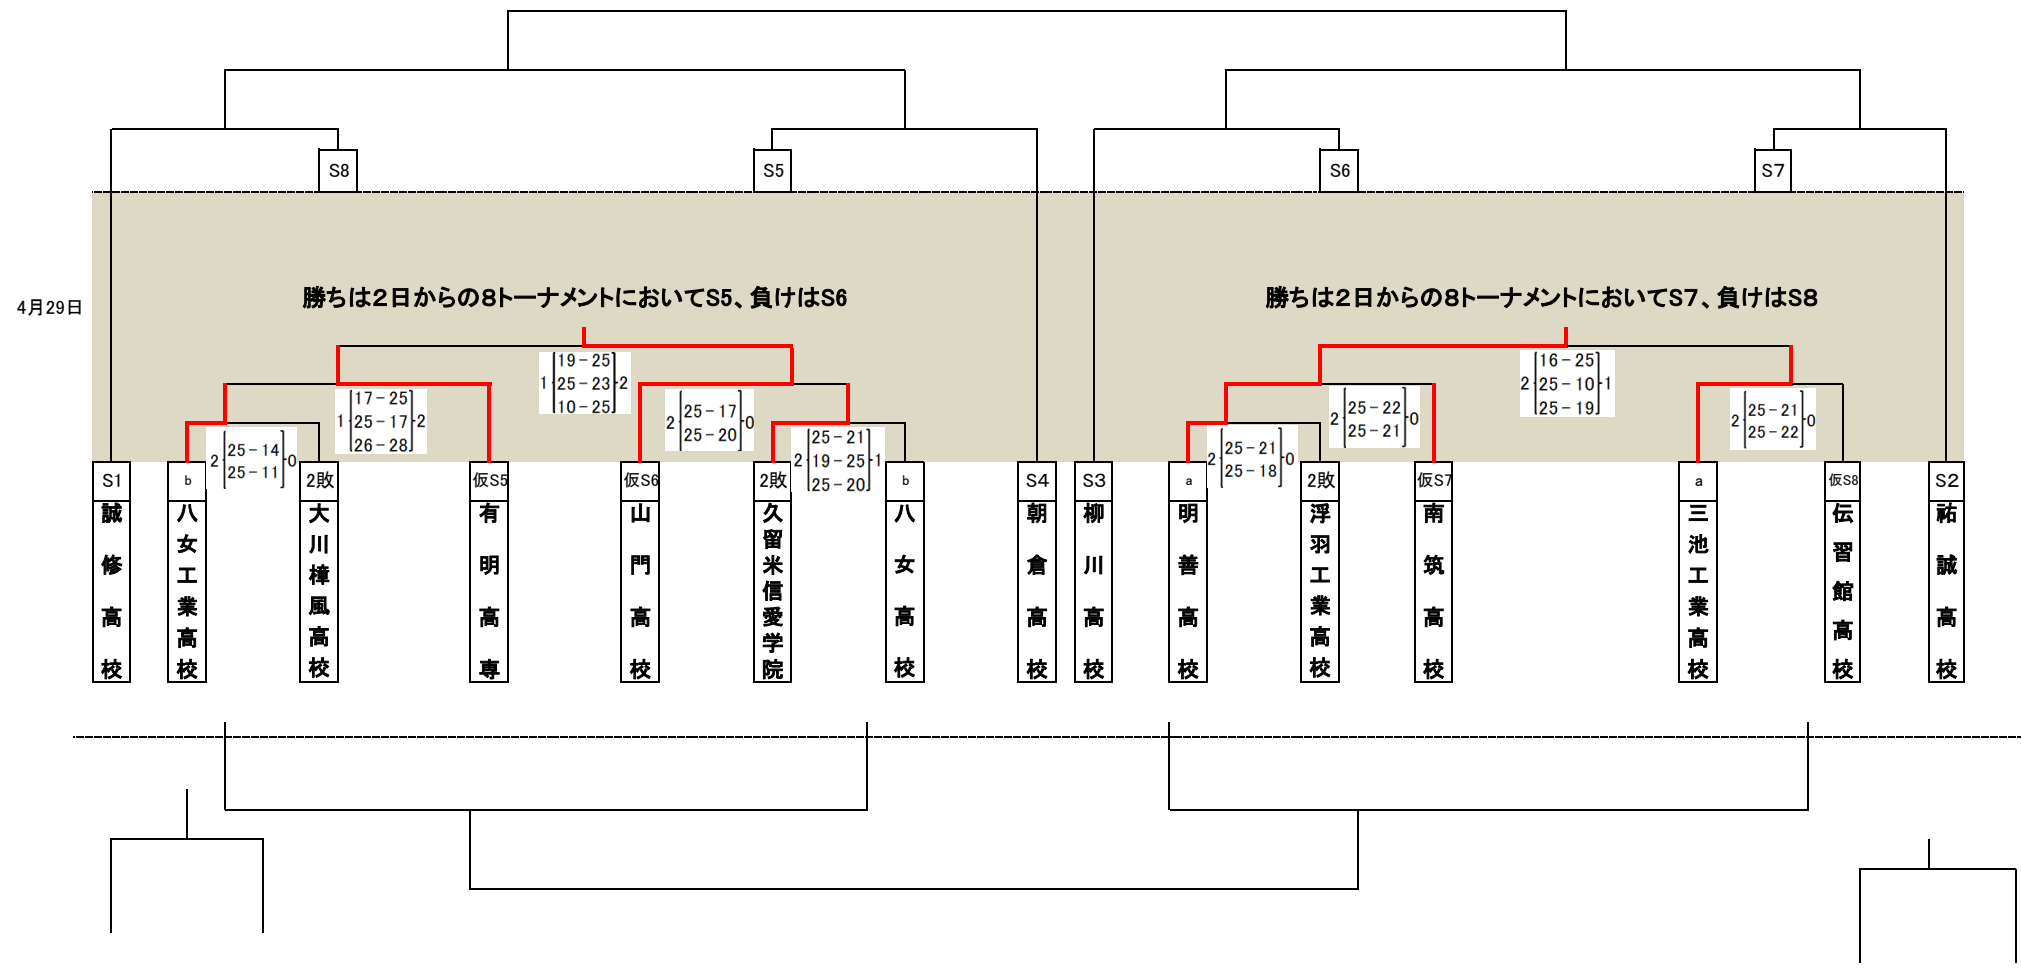 S8
S5
S6
S7
4月29日
勝ちは2日からの8トーナメントにおいてS5、負けはS6
勝ちは2日からの8トーナメントにおいてS7、負けはS8
1 19－25 2
25－23
10－25
2 16－25 1
25－10
25－19
1 17－25 2
25－17
26－28
2 25－17 0
25－20
2 25－22 0
25－21
2 25－21 0
25－22
2 25－14 0
25－11
2 25－21 1
19－25
25－20
2 25－21 0
25－18
S1
誠修高校
b
八女工業高校
2敗
大川樟風高校
仮S5
有明高専
仮S6
山門高校
2敗
久留米信愛学院
b
八女高校
S4
朝倉高校
S3
柳川高校
a
明善高校
2敗
浮羽工業高校
仮S7
南筑高校
a
三池工業高校
仮S8
伝習館高校
S2
祐誠高校